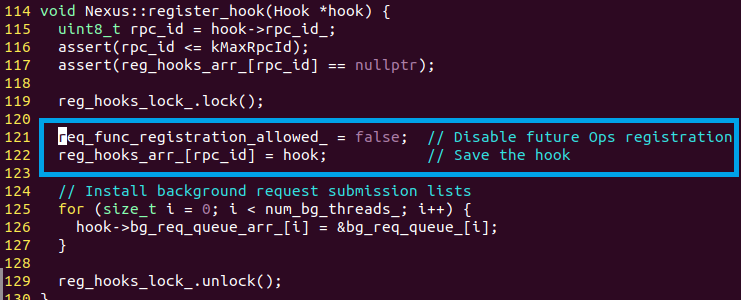 114 void Nexus::register_hook(Hook *hook) {
115   uint8_t rpc_id = hook->rpc_id_;
116   assert(rpc_id <= kMaxRpcId);
117   assert(reg_hooks_arr_[rpc_id] == nullptr);
118
119   reg_hooks_lock_.lock();
120
121   req_func_registration_allowed_ = false;  // Disable future Ops registration
122   reg_hooks_arr_[rpc_id] = hook;           // Save the hook
123
124   // Install background request submission lists
125   for (size_t i = 0; i < num_bg_threads_; i++) {
126     hook->bg_req_queue_arr_[i] = &bg_req_queue_[i];
127   }
128
129   reg_hooks_lock_.unlock();
130 }